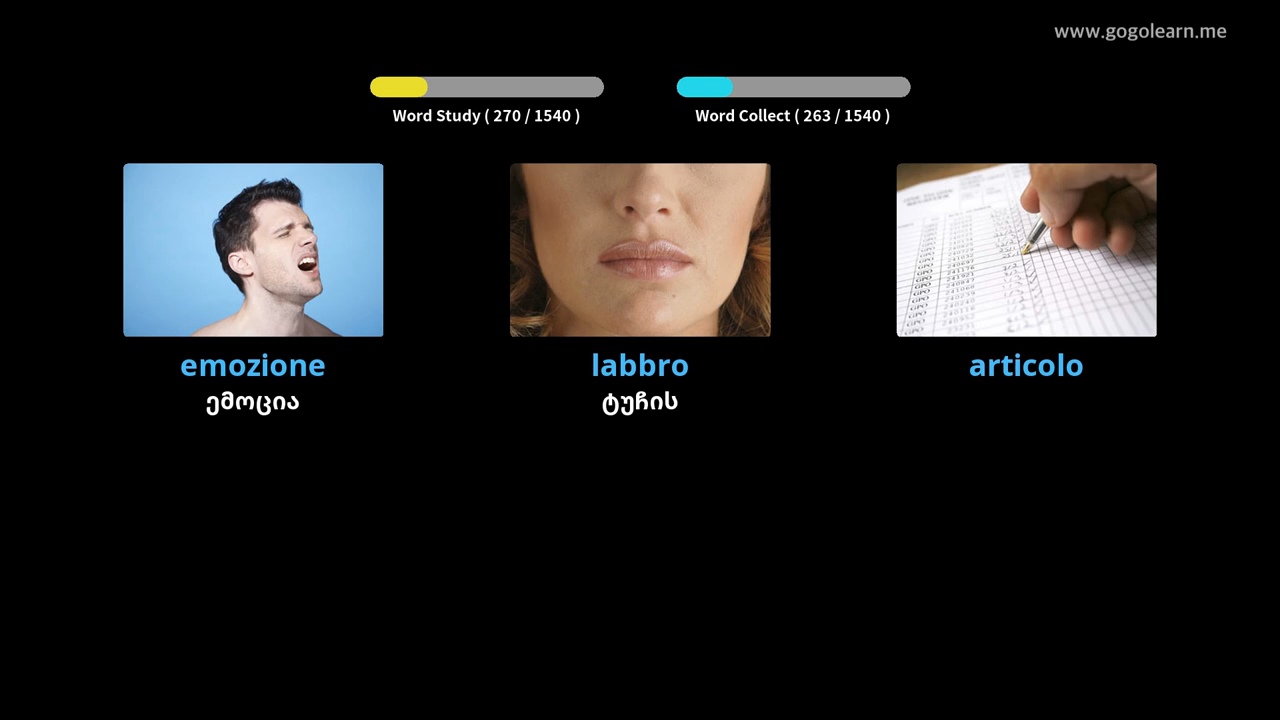 www.gogolearn.me
Word Study ( 270 / 1540 )
Word Collect ( 263 / 1540 )
emozione
ემოცია
labbro
ტუჩის
articolo